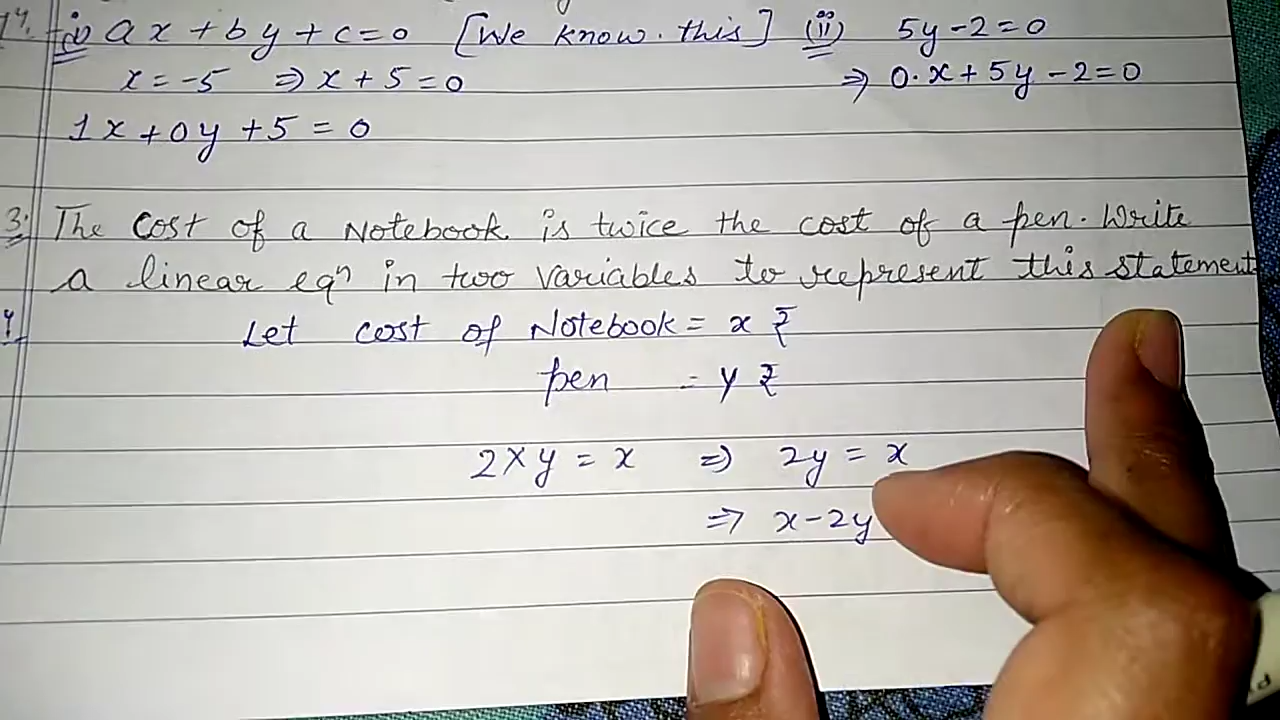 14. (i) ax + by + c = 0 [We know. this] (ii) 5y - 2 = 0
x = -5 ⇒ x + 5 = 0 ⇒ 0·x + 5y - 2 = 0
1x + 0y + 5 = 0
3. The cost of a Notebook is twice the cost of a pen. Write
a linear eqⁿ in two variables to represent this statement
Let cost of Notebook = x ₹
pen = y ₹
2×y = x ⇒ 2y = x
⇒ x - 2y